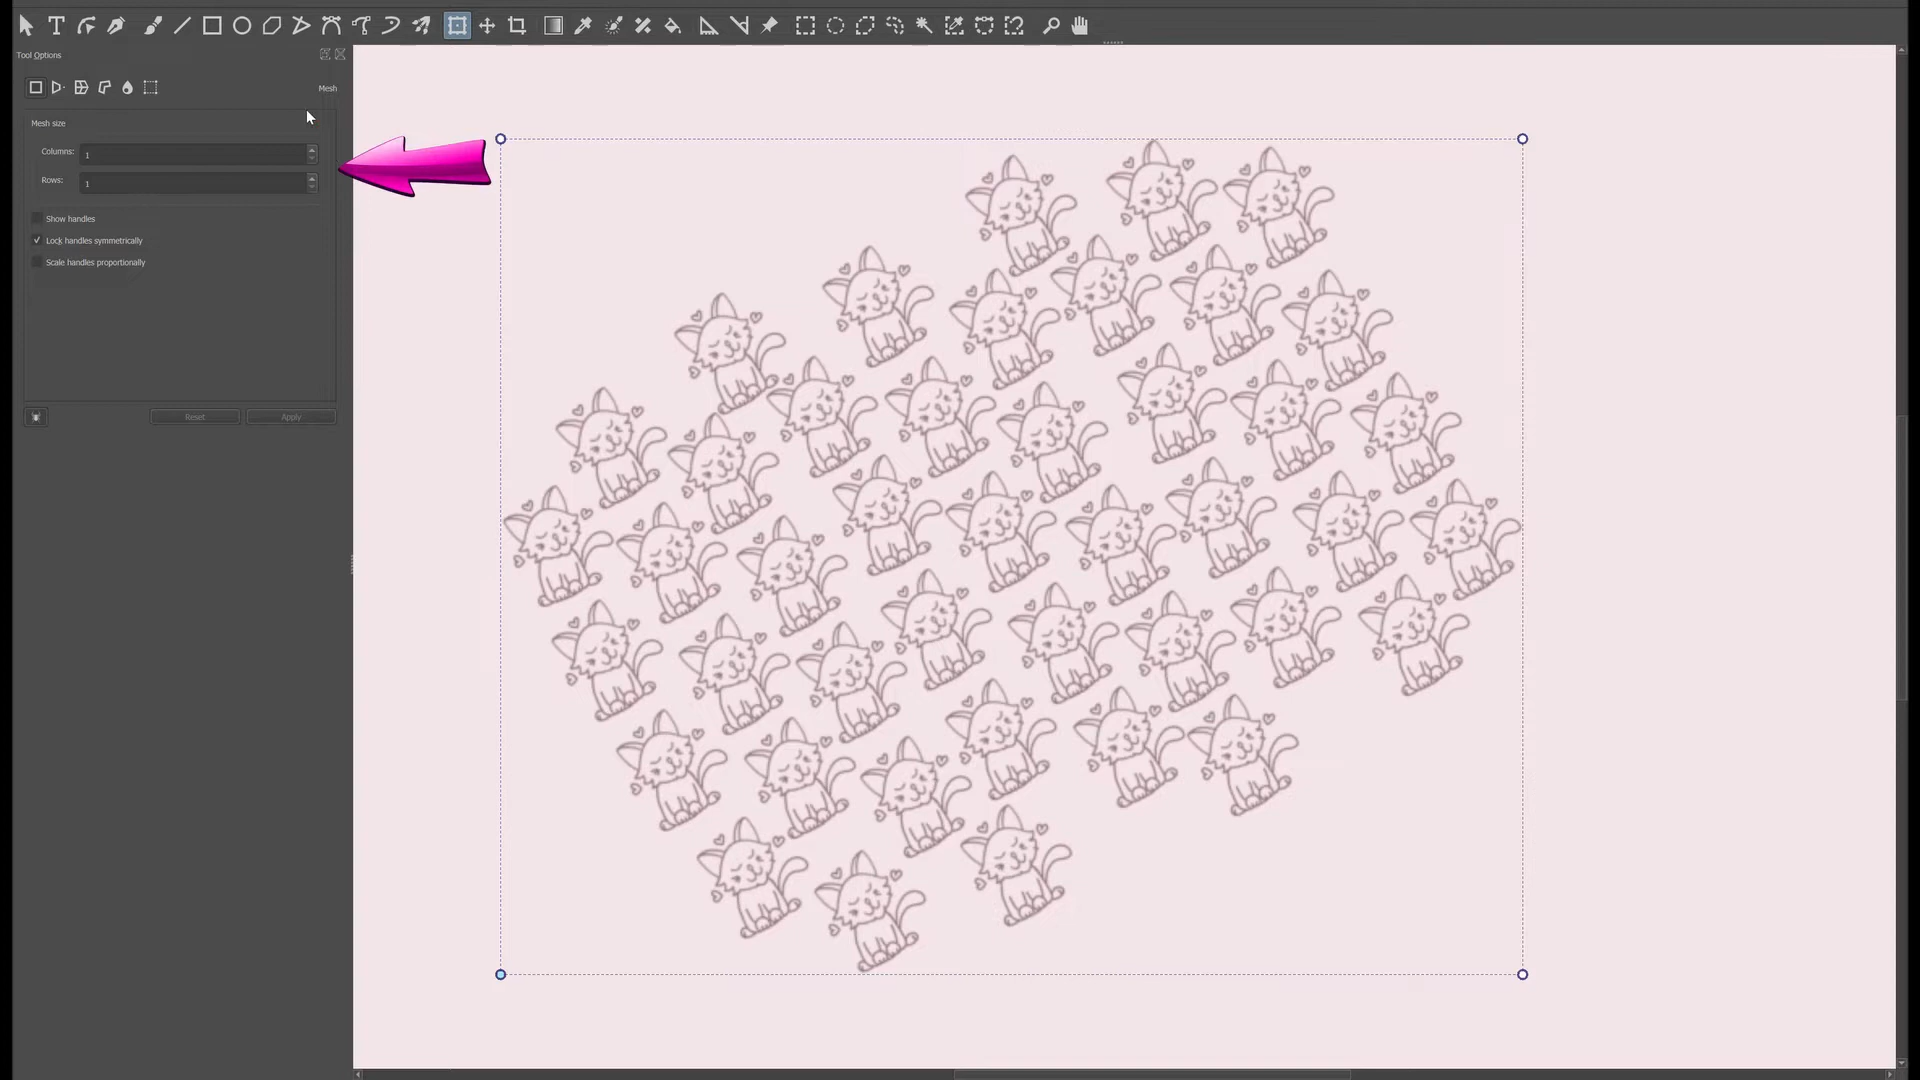 Tool Options
Mesh
Mesh size
Columns: 1
Rows: 1
Show handles
Lock handles symmetrically
Scale handles proportionally
Reset Apply